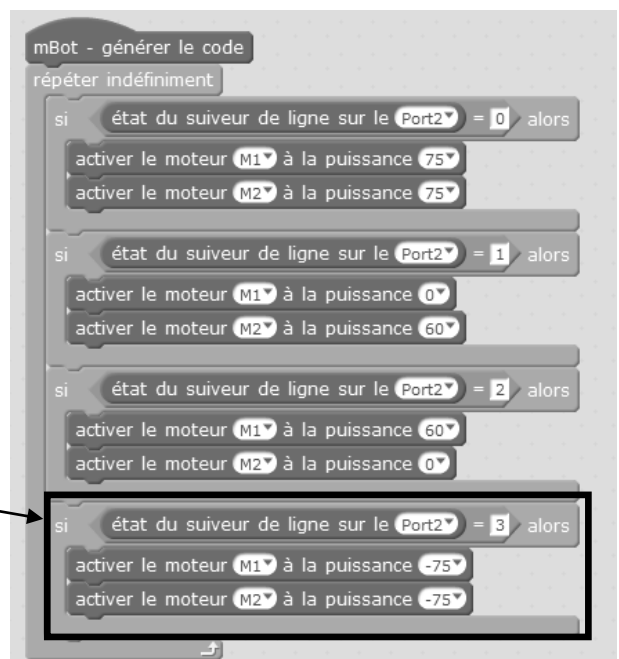 mBot - générer le code
répéter indéfiniment
si état du suiveur de ligne sur le Port2 = 0 alors
activer le moteur M1 à la puissance 75
activer le moteur M2 à la puissance 75
si état du suiveur de ligne sur le Port2 = 1 alors
activer le moteur M1 à la puissance 0
activer le moteur M2 à la puissance 60
si état du suiveur de ligne sur le Port2 = 2 alors
activer le moteur M1 à la puissance 60
activer le moteur M2 à la puissance 0
si état du suiveur de ligne sur le Port2 = 3 alors
activer le moteur M1 à la puissance -75
activer le moteur M2 à la puissance -75